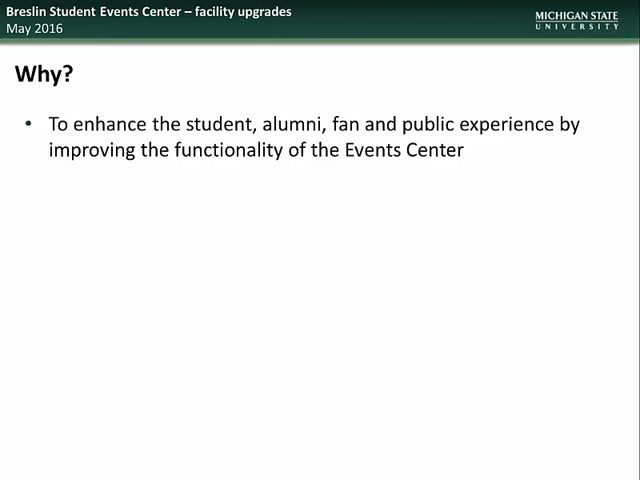 Breslin Student Events Center – facility upgrades
May 2016
MICHIGAN STATE
UNIVERSITY
Why?
• To enhance the student, alumni, fan and public experience by
improving the functionality of the Events Center